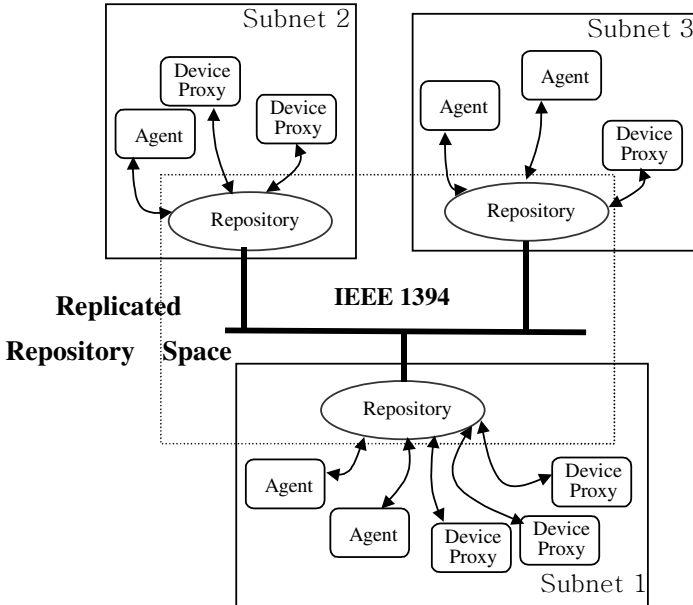 Subnet 2
Device
Proxy
Device
Proxy
Agent
Repository
Subnet 3
Agent
Agent
Device
Proxy
Repository
IEEE 1394
Replicated
Repository Space
Repository
Agent
Agent
Device
Proxy
Device
Proxy
Device
Proxy
Subnet 1